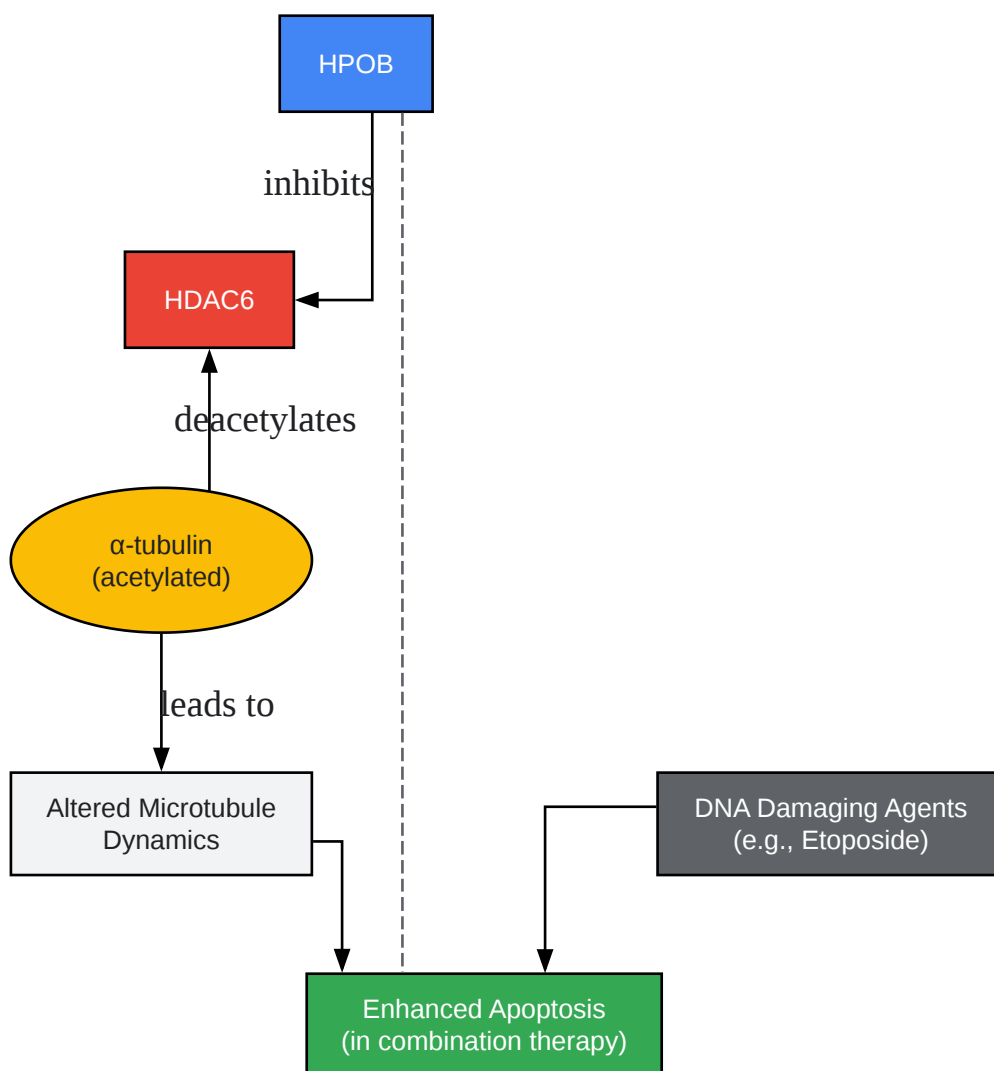 HPOB
inhibits
HDAC6
deacetylates
α-tubulin
(acetylated)
leads to
Altered Microtubule
Dynamics
DNA Damaging Agents
(e.g., Etoposide)
Enhanced Apoptosis
(in combination therapy)